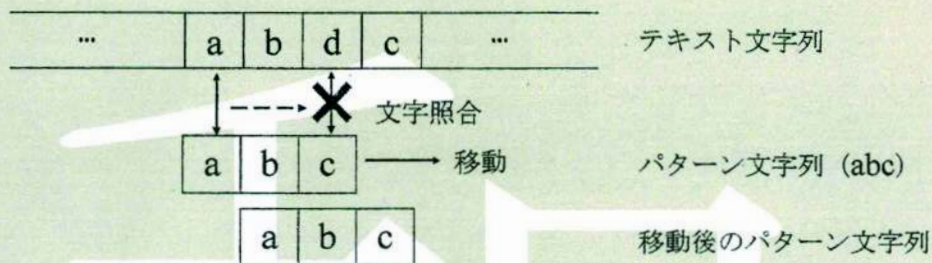 … a b d c … テキスト文字列
文字照合
a b c 移動 パターン文字列 (abc)
a b c 移動後のパターン文字列